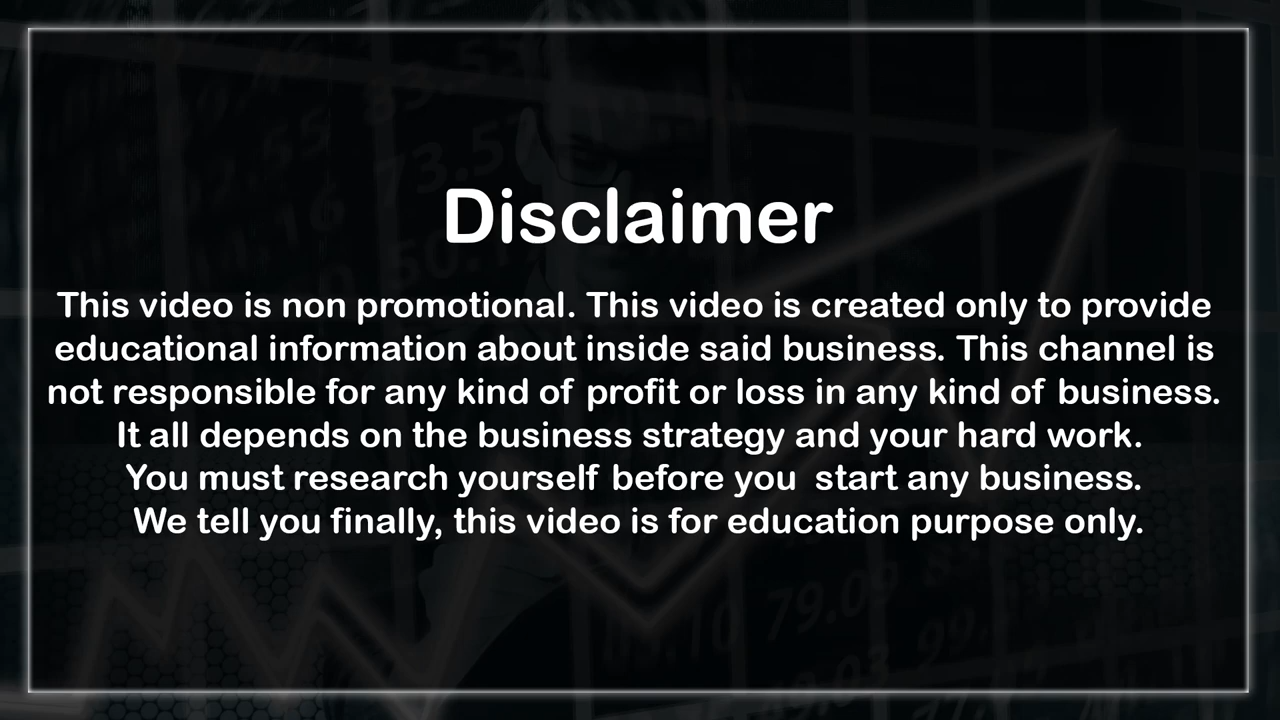 Disclaimer
This video is non promotional. This video is created only to provide
educational information about inside said business. This channel is
not responsible for any kind of profit or loss in any kind of business.
It all depends on the business strategy and your hard work.
You must research yourself before you start any business.
We tell you finally, this video is for education purpose only.